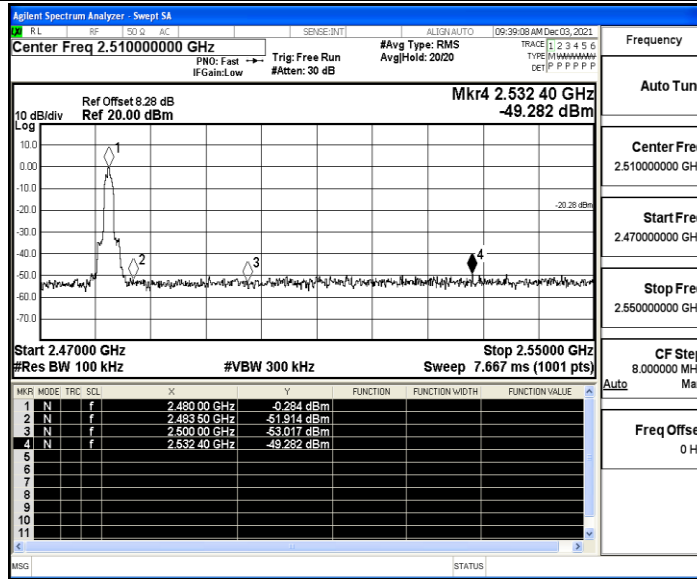 Agilent Spectrum Analyzer - Swept SA
RL RF 50 Ω AC SENSE:INT ALIGNAUTO 09:39:08 AM Dec 03, 2021
Center Freq 2.510000000 GHz #Avg Type: RMS TRACE 1 2 3 4 5 6
PNO: Fast Trig: Free Run Avg|Hold: 20/20 TYPE MWWWWW
IFGain:Low #Atten: 30 dB DET P P P P P P
Mkr4 2.532 40 GHz
-49.282 dBm
Ref Offset 8.28 dB
10 dB/div Ref 20.00 dBm
Log
10.0
0.00
-10.0
-20.0
-30.0
-40.0
-50.0
-60.0
-70.0
1
2
3
4
-20.28 dBm
Start 2.47000 GHz Stop 2.55000 GHz
#Res BW 100 kHz #VBW 300 kHz Sweep 7.667 ms (1001 pts)
MKR MODE TRC SCL X Y FUNCTION FUNCTION WIDTH FUNCTION VALUE
1 N f 2.480 00 GHz -0.284 dBm
2 N f 2.483 50 GHz -51.914 dBm
3 N f 2.500 00 GHz -53.017 dBm
4 N f 2.532 40 GHz -49.282 dBm
5
6
7
8
9
10
11
MSG STATUS
Frequency
Auto Tun
Center Fre
2.510000000 GH
Start Fre
2.470000000 GH
Stop Fre
2.550000000 GH
CF Step
8.000000 MH
Auto Ma
Freq Offse
0 H